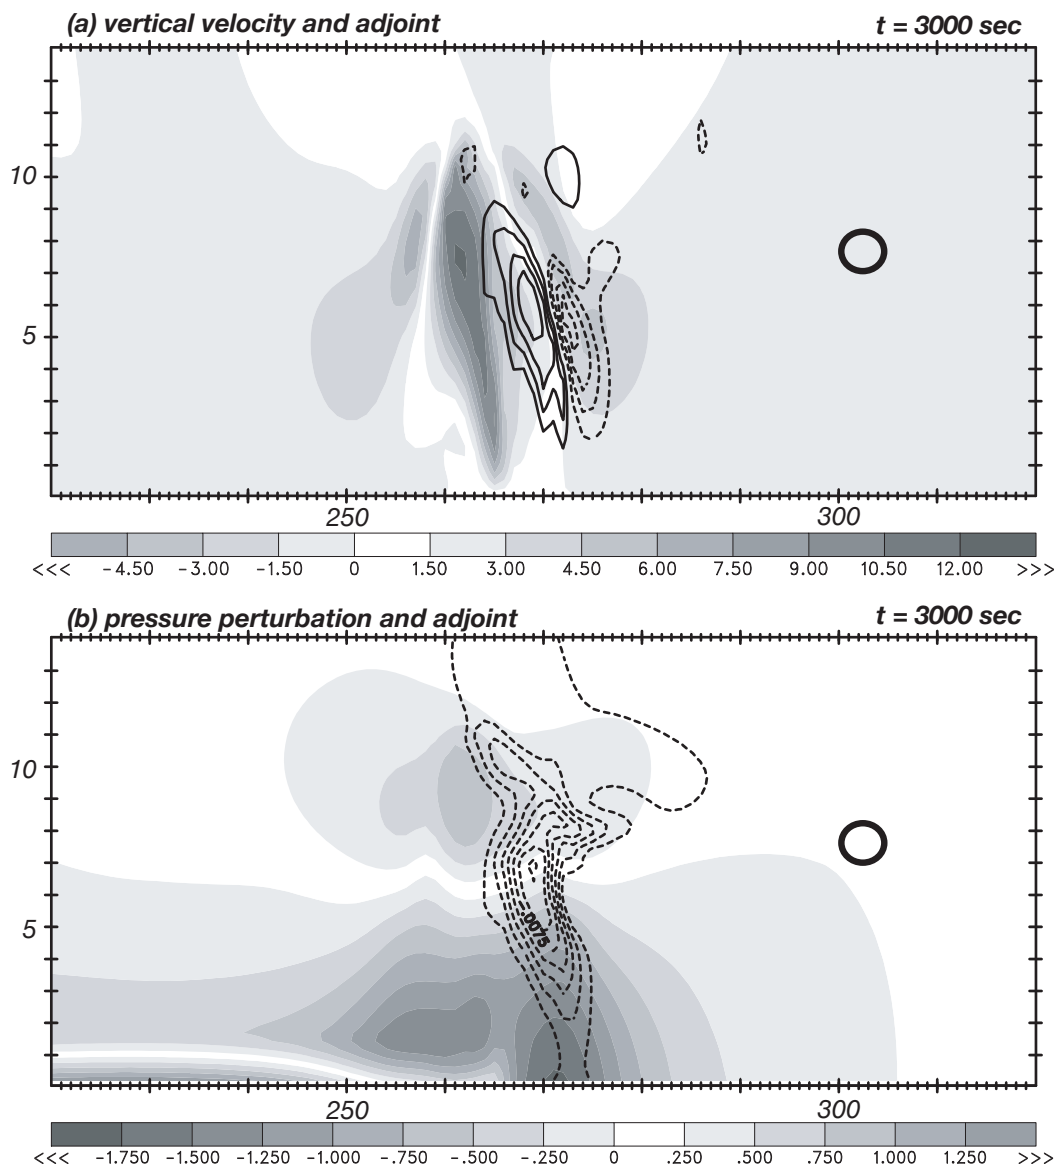 (a) vertical velocity and adjoint t = 3000 sec
10
5
250 300
<<< -4.50 -3.00 -1.50 0 1.50 3.00 4.50 6.00 7.50 9.00 10.50 12.00 >>>
(b) pressure perturbation and adjoint t = 3000 sec
10
5
.0075
250 300
<<< -1.750 -1.500 -1.250 -1.000 -.750 -.500 -.250 0 .250 .500 .750 1.000 1.250 >>>